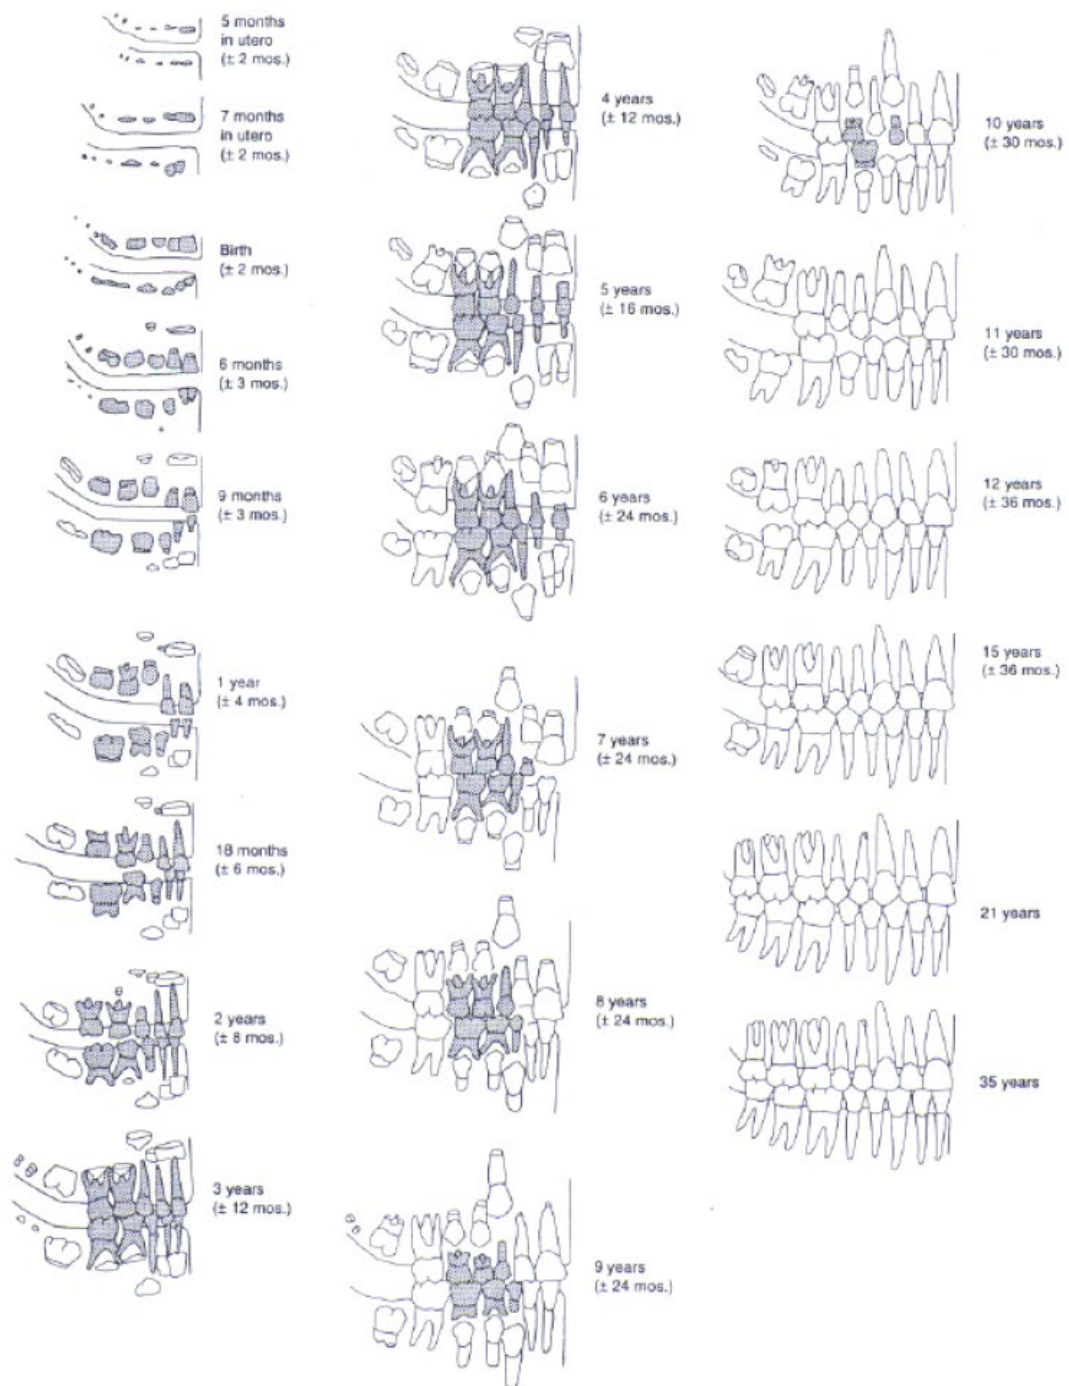 5 months
in utero
(± 2 mos.)
7 months
in utero
(± 2 mos.)
Birth
(± 2 mos.)
6 months
(± 3 mos.)
9 months
(± 3 mos.)
1 year
(± 4 mos.)
18 months
(± 6 mos.)
2 years
(± 8 mos.)
3 years
(± 12 mos.)
4 years
(± 12 mos.)
5 years
(± 16 mos.)
6 years
(± 24 mos.)
7 years
(± 24 mos.)
8 years
(± 24 mos.)
9 years
(± 24 mos.)
10 years
(± 30 mos.)
11 years
(± 30 mos.)
12 years
(± 36 mos.)
15 years
(± 36 mos.)
21 years
35 years